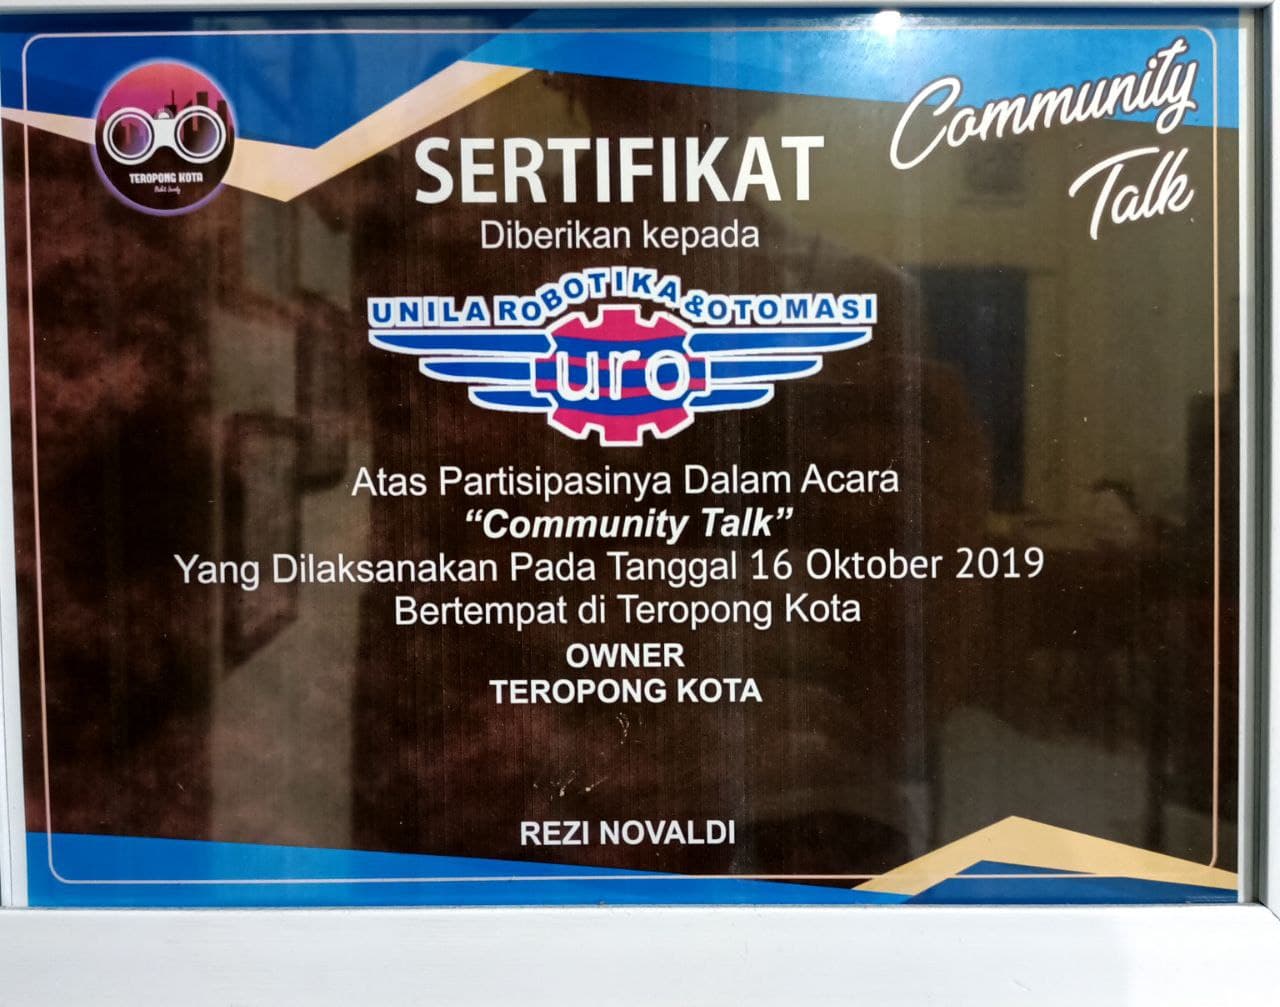 TEROPONG KOTA
Community
Talk
SERTIFIKAT
Diberikan kepada
UNILA ROBOTIKA & OTOMASI
uro
Atas Partisipasinya Dalam Acara
“Community Talk”
Yang Dilaksanakan Pada Tanggal 16 Oktober 2019
Bertempat di Teropong Kota
OWNER
TEROPONG KOTA
REZI NOVALDI